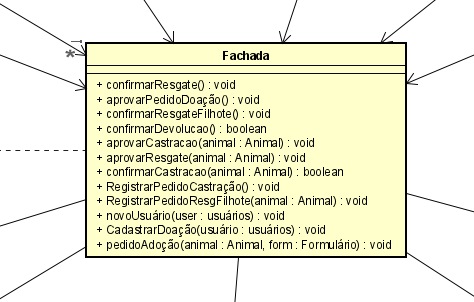 *
Fachada
+ confirmarResgate() : void
+ aprovarPedidoDoação() : void
+ confirmarResgateFilhote() : void
+ confirmarDevolucao() : boolean
+ aprovarCastracao(animal : Animal) : void
+ aprovarResgate(animal : Animal) : void
+ confirmarCastracao(animal : Animal) : boolean
+ RegistrarPedidoCastração() : void
+ RegistrarPedidoResgFilhote(animal : Animal) : void
+ novoUsuário(user : usuários) : void
+ CadastrarDoação(usuário : usuários) : void
+ pedidoAdoção(animal : Animal, form : Formulário) : void